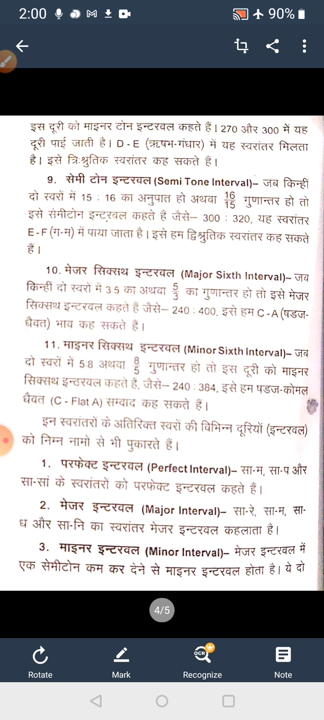 2:00
90%
इस दूरी को माइनर टोन इन्टरवल कहते हैं। 270 और 300 में यह
दूरी पाई जाती है। D - E (ऋषभ-गंधार) में यह स्वरांतर मिलता
है। इसे त्रिःश्रुतिक स्वरांतर कह सकते हैं।
9. सेमी टोन इन्टरवल (Semi Tone Interval)– जब किन्हीं
दो स्वरों में 15 : 16 का अनुपात हो अथवा 16/15 गुणान्तर हो तो
इसे सेमीटोन इन्टरवल कहते हैं जैसे– 300 : 320, यह स्वरांतर
E-F (ग-म) में पाया जाता है। इसे हम द्विश्रुतिक स्वरांतर कह सकते
हैं।
10. मेजर सिक्सथ इन्टरवल (Major Sixth Interval)– जब
किन्हीं दो स्वरों में 3:5 का अथवा 5/3 का गुणान्तर हो तो इसे मेजर
सिक्सथ इन्टरवल कहते हैं जैसे– 240 : 400, इसे हम C-A (षडज-
धैवत) भाव कह सकते हैं।
11. माइनर सिक्सथ इन्टरवल (Minor Sixth Interval)– जब
दो स्वरों में 5:8 अथवा 8/5 गुणान्तर हो तो इस दूरी को माइनर
सिक्सथ इन्टरवल कहते हैं, जैसे– 240 : 384, इसे हम षडज-कोमल
धैवत (C - Flat A) सम्वाद कह सकते हैं।
इन स्वरांतरों के अतिरिक्त स्वरों की विभिन्न दूरियों (इन्टरवल)
को निम्न नामों से भी पुकारते हैं।
1. परफेक्ट इन्टरवल (Perfect Interval)– सा-म, सा-प और
सा-सां के स्वरांतरों को परफेक्ट इन्टरवल कहते हैं।
2. मेजर इन्टरवल (Major Interval)– सा-रे, सा-म, सा-
ध और सा-नि का स्वरांतर मेजर इन्टरवल कहलाता है।
3. माइनर इन्टरवल (Minor Interval)– मेजर इन्टरवल में
एक सेमीटोन कम कर देने से माइनर इन्टरवल होता है। ये दो
4/5
Rotate
Mark
OCR
Recognize
Note